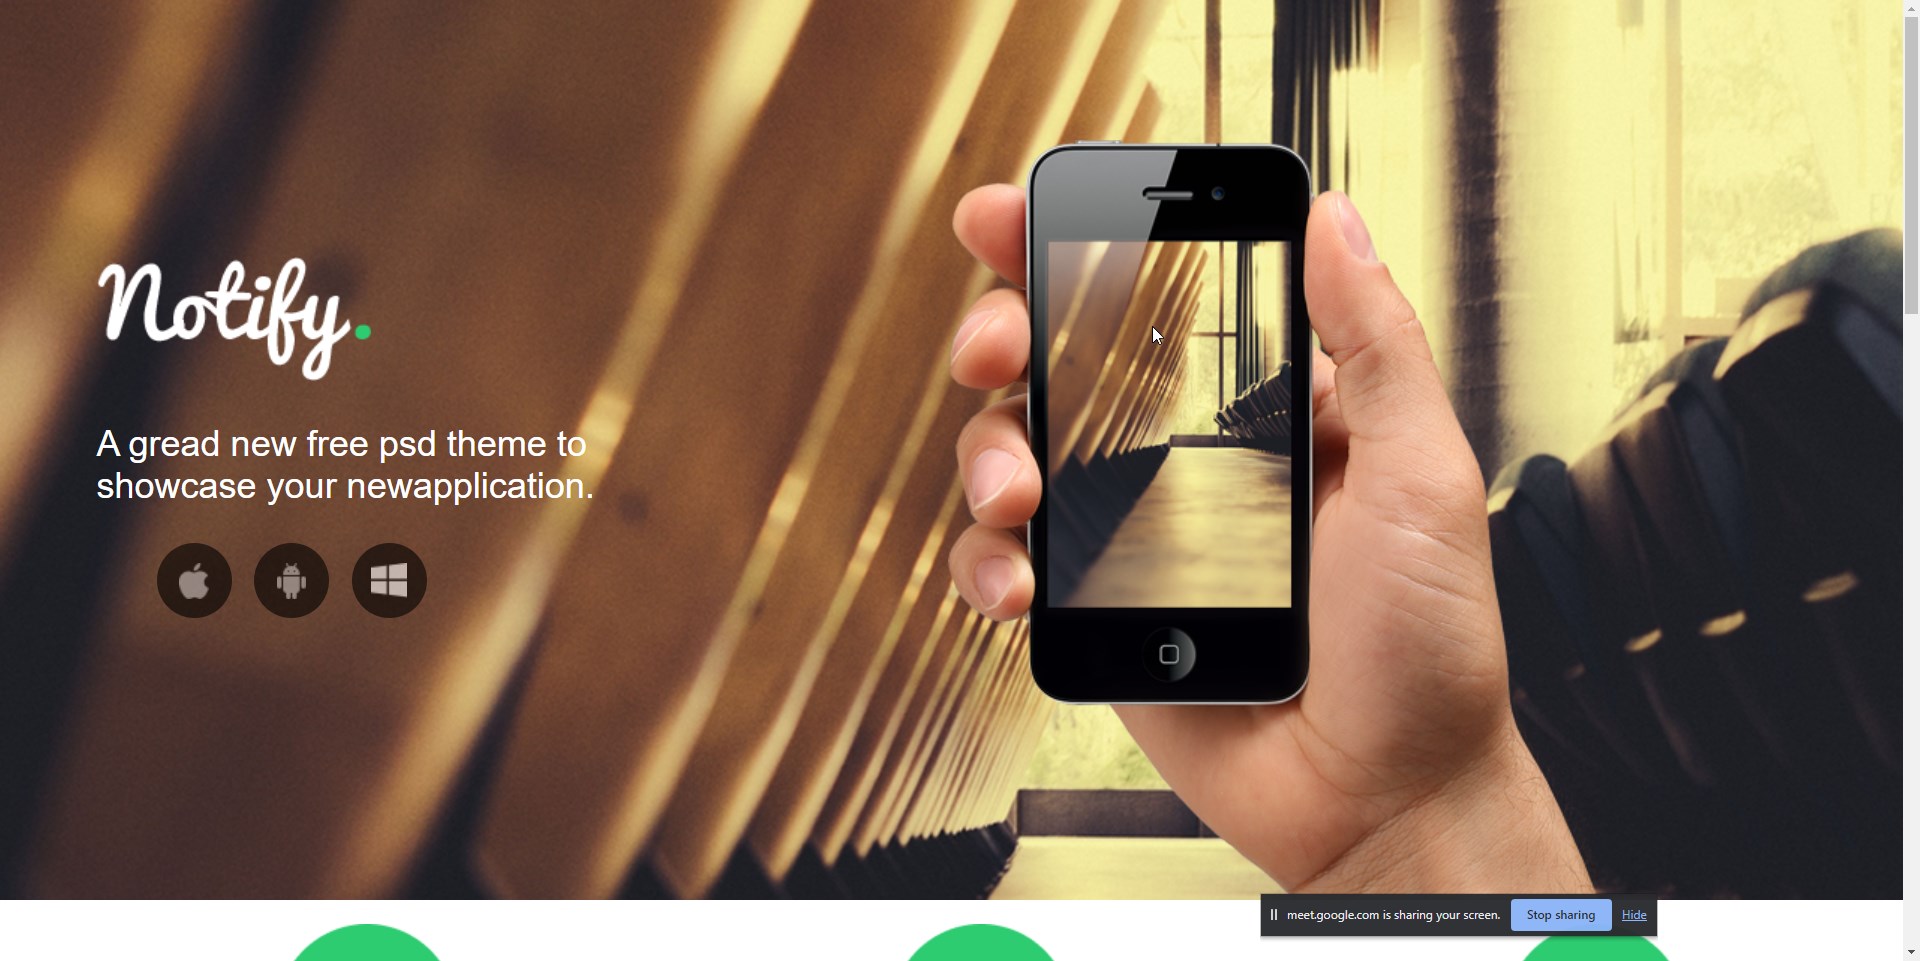 Notify.
A gread new free psd theme to
showcase your newapplication.
meet.google.com is sharing your screen. Stop sharing Hide